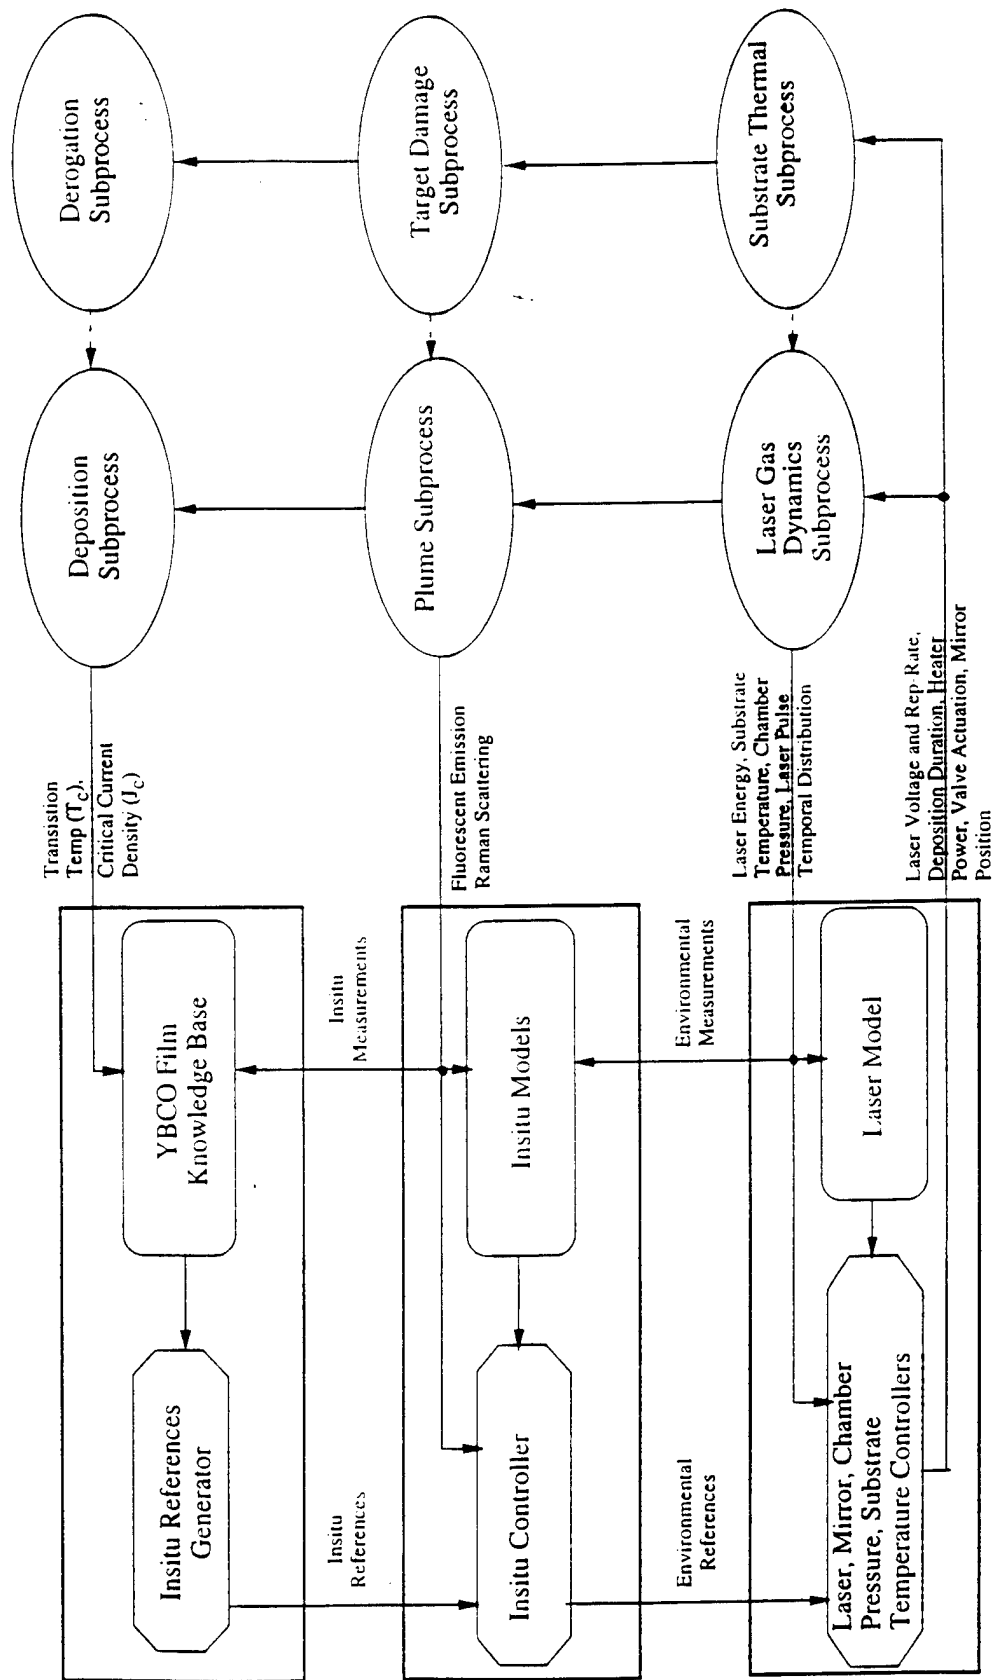 Insitu References
Generator
YBCO Film
Knowledge Base
Transistion
Temp (TC),
Critical Current
Density (JC)
Deposition
Subprocess
Derogation
Subprocess
Insitu
References
Insitu
Measurements
Insitu Controller
Insitu Models
Fluorescent Emission
Raman Scattering
Plume Subprocess
Target Damage
Subprocess
Environmental
References
Environmental
Measurements
Laser, Mirror, Chamber
Pressure, Substrate
Temperature Controllers
Laser Model
Laser Energy, Substrate
Temperature, Chamber
Pressure, Laser Pulse
Temporal Distribution
Laser Gas
Dynamics
Subprocess
Substrate Thermal
Subprocess
Laser Voltage and Rep-Rate,
Deposition Duration, Heater
Power, Valve Actuation, Mirror
Position